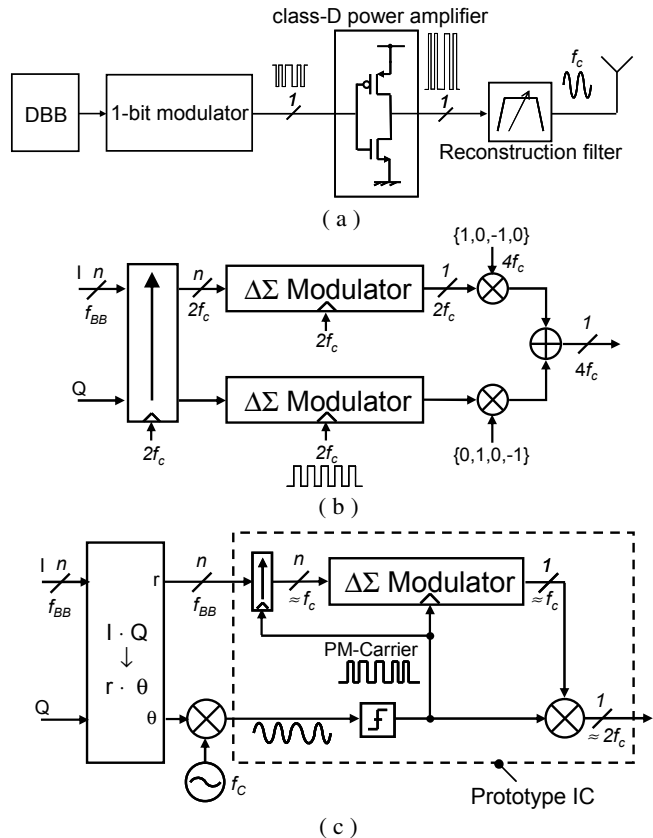 class-D power amplifier
DBB
1-bit modulator
1
1
f_c
Reconstruction filter
( a )
{1,0,-1,0}
I n
n
1
4f_c
ΔΣ Modulator
f_BB
2f_c
2f_c
2f_c
1
4f_c
Q
ΔΣ Modulator
2f_c
2f_c
{0,1,0,-1}
( b )
I n
r
n
n
1
ΔΣ Modulator
f_BB
f_BB
≈ f_c
≈ f_c
I · Q
↓
r · θ
PM-Carrier
Q
θ
1
≈ 2f_c
f_C
Prototype IC
( c )